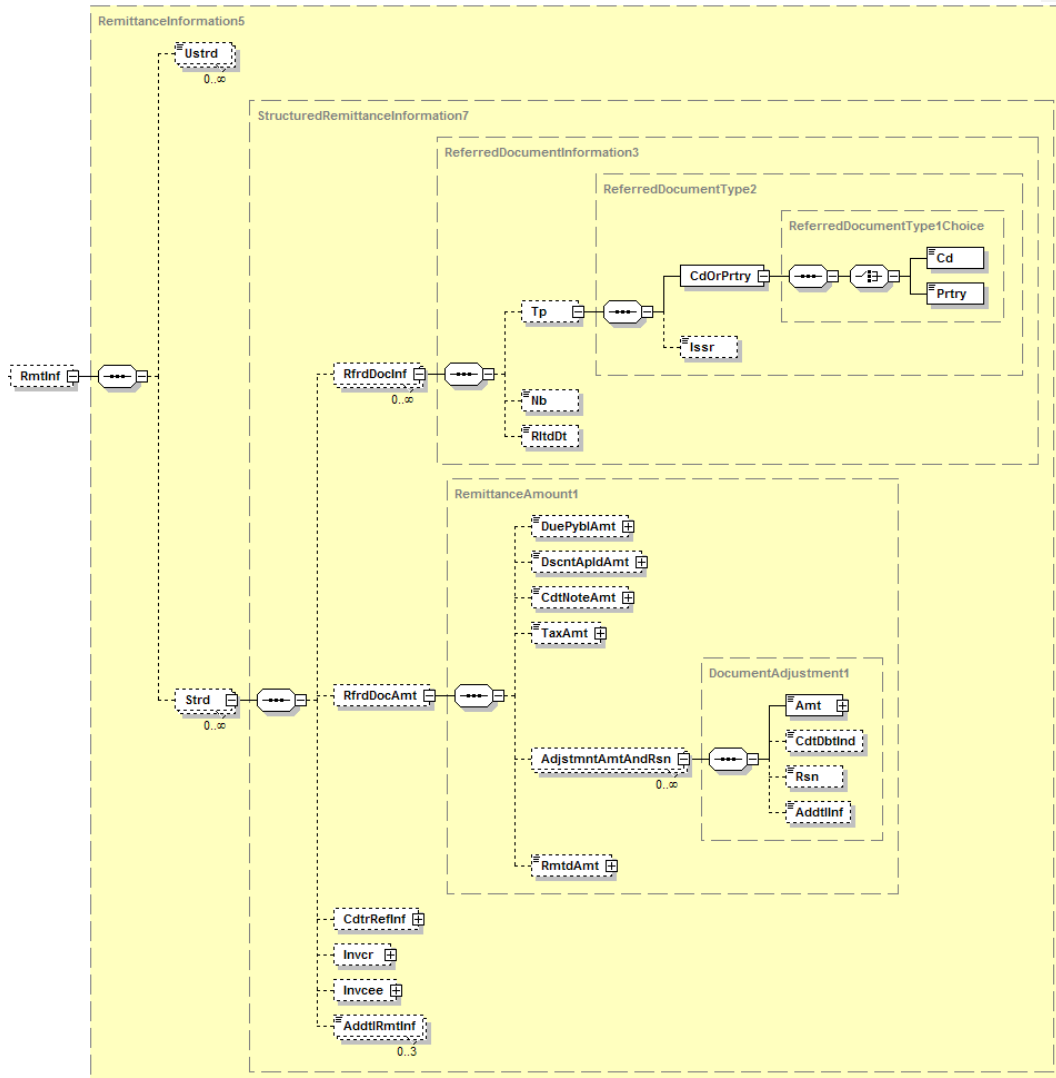 RemittanceInformation5
Ustrd
0..∞
StructuredRemittanceInformation7
ReferredDocumentInformation3
ReferredDocumentType2
ReferredDocumentType1Choice
Cd
CdOrPrtry
Prtry
Tp
Issr
RmtInf
RfrdDocInf
0..∞
Nb
RltdDt
RemittanceAmount1
DuePyblAmt
DscntApldAmt
CdtNoteAmt
TaxAmt
DocumentAdjustment1
Strd
0..∞
RfrdDocAmt
Amt
CdtDbtInd
AdjstmntAmtAndRsn
0..∞
Rsn
AddtlInf
RmtdAmt
CdtrRefInf
Invcr
Invcee
AddtlRmtInf
0..3